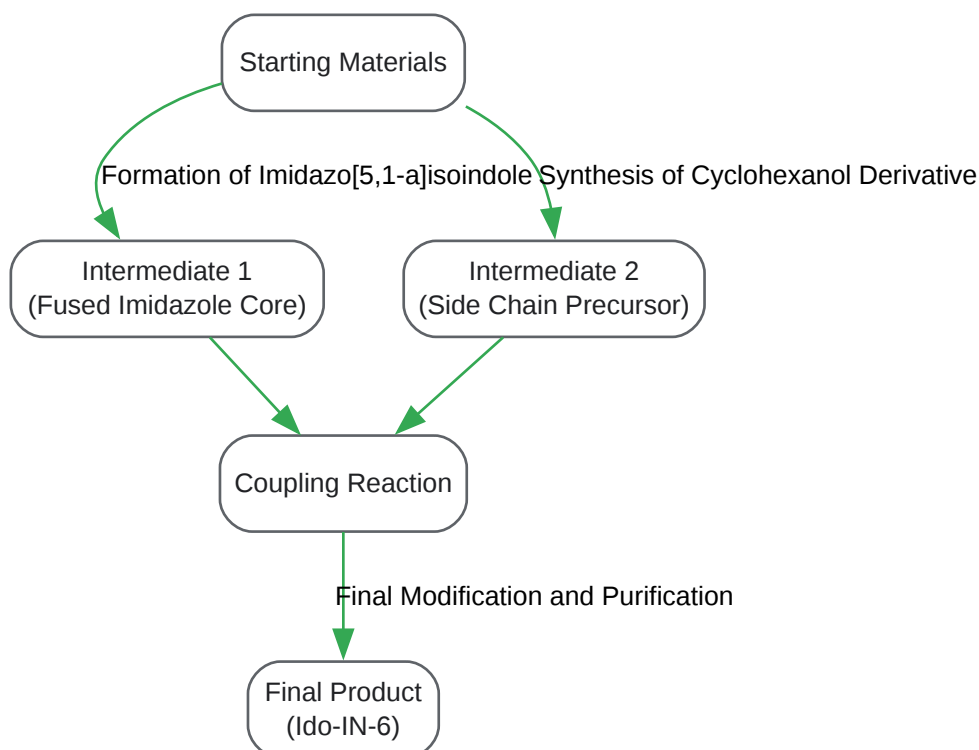 Starting Materials
Formation of Imidazo[5,1-a]isoindole
Synthesis of Cyclohexanol Derivative
Intermediate 1
(Fused Imidazole Core)
Intermediate 2
(Side Chain Precursor)
Coupling Reaction
Final Modification and Purification
Final Product
(Ido-IN-6)